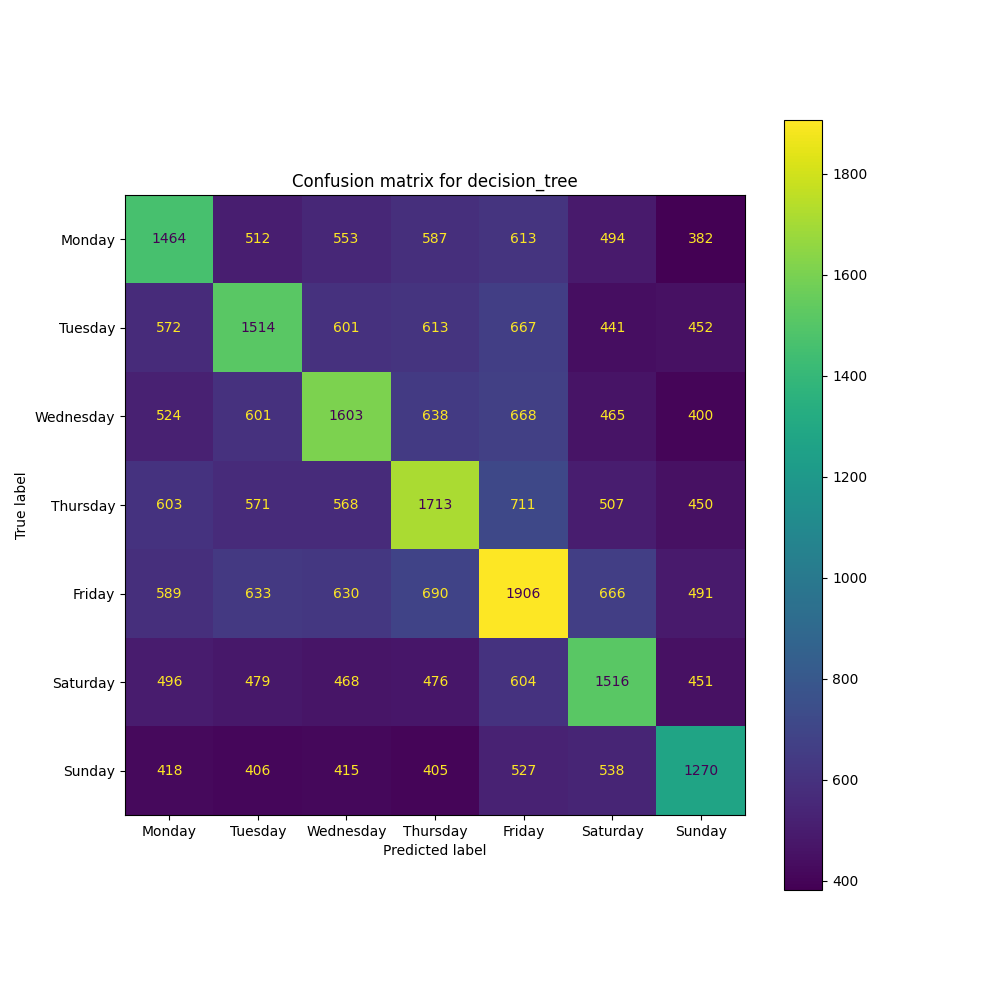 Confusion matrix for decision_tree
Monday 1464 512 553 587 613 494 382
Tuesday 572 1514 601 613 667 441 452
Wednesday 524 601 1603 638 668 465 400
Thursday 603 571 568 1713 711 507 450
Friday 589 633 630 690 1906 666 491
Saturday 496 479 468 476 604 1516 451
Sunday 418 406 415 405 527 538 1270
Monday Tuesday Wednesday Thursday Friday Saturday Sunday
Predicted label
True label
1800
1600
1400
1200
1000
800
600
400